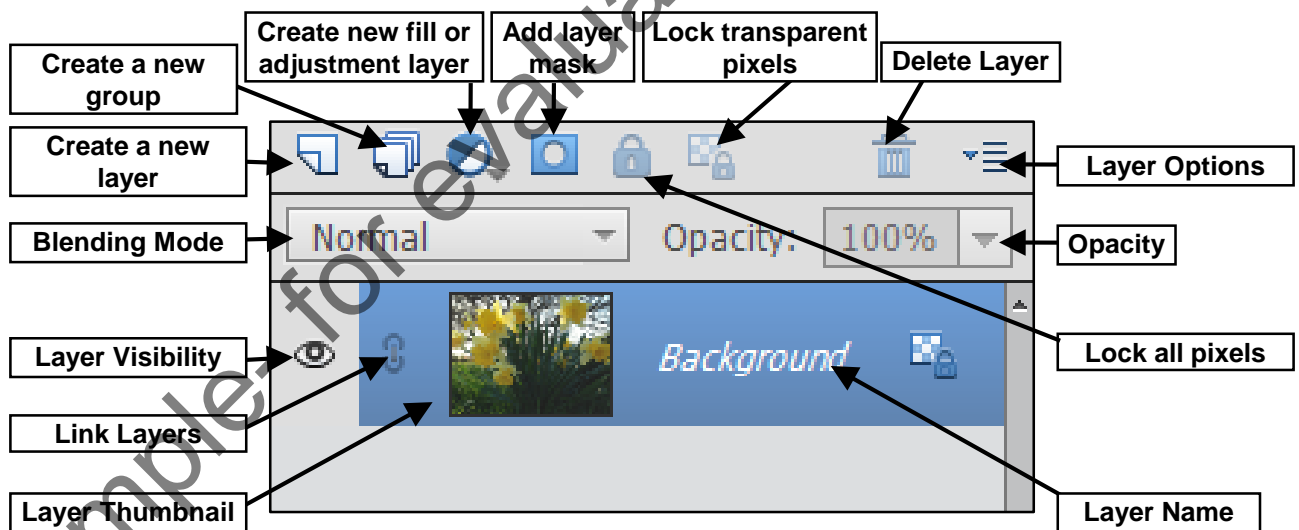 Create new fill or
adjustment layer
Add layer
mask
Lock transparent
pixels
Delete Layer
Create a new
group
Create a new
layer
Layer Options
Blending Mode
Normal
Opacity:
100%
Opacity
Layer Visibility
Background
Lock all pixels
Link Layers
Layer Thumbnail
Layer Name
for